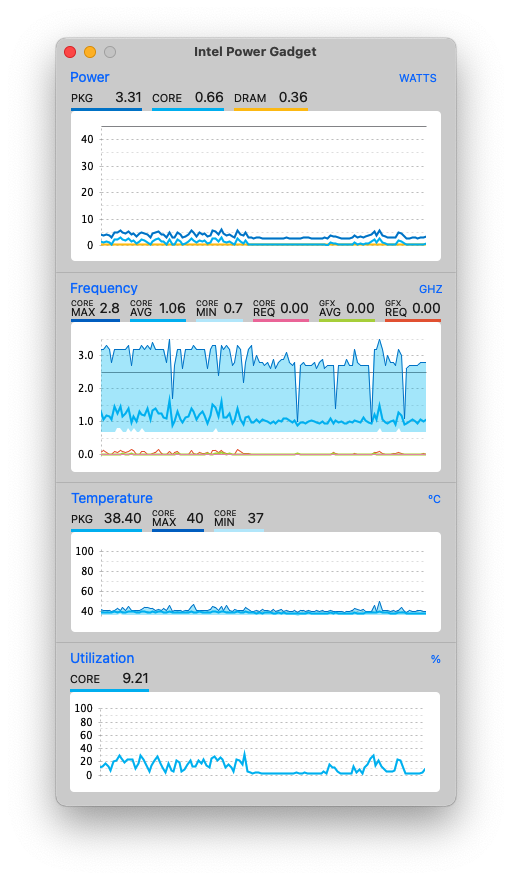 Intel Power Gadget
Power WATTS
PKG 3.31 CORE 0.66 DRAM 0.36
40
30
20
10
0
Frequency GHZ
CORE MAX 2.8 CORE AVG 1.06 CORE MIN 0.7 CORE REQ 0.00 GFX AVG 0.00 GFX REQ 0.00
3.0
2.0
1.0
0.0
Temperature °C
PKG 38.40 CORE MAX 40 CORE MIN 37
100
80
60
40
Utilization %
CORE 9.21
100
80
60
40
20
0